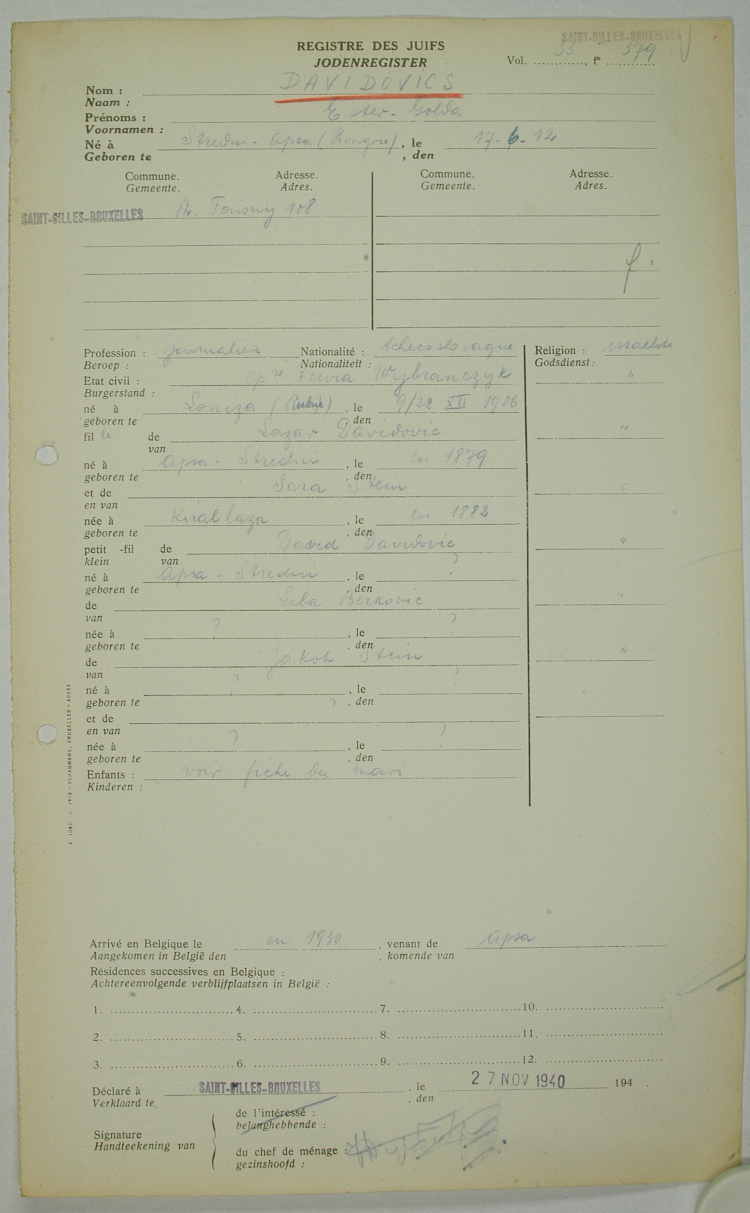 SAINT-GILLES-BRUXELLES
REGISTRE DES JUIFS
JODENREGISTER
Vol. 33, f° 379
Nom : DAVIDOVICS
Naam :
Prénoms : Ester-Golda
Voornamen :
Né à Stredni-Apsa (Hongrie), le 17-6-12
Geboren te , den
Commune. Adresse. Commune. Adresse.
Gemeente. Adres. Gemeente. Adres.
SAINT-GILLES-BRUXELLES Av. Fonsny 108
Profession : journalière Nationalité : tchécoslovaque Religion : israélite
Beroep : Nationaliteit : Godsdienst :
Etat civil : Wybranczyk "
Burgerstand :
né à Lomza (Russie), le 9/22 XII 1906
geboren te , den
fille de Lazar Davidovic "
van
né à Apsa-Stredni, le en 1879
geboren te , den
et de Sara Stein "
en van
née à Kiralhaza, le en 1882
geboren te , den
petit -fil de David Davidovic "
klein van
né à Apsa-Stredni, le ?
geboren te , den
de Liba Berkovic "
van
née à ?, le ?
geboren te , den
de Jakob Stein "
van
né à ?, le ?
geboren te ? , den
et de
en van
née à ?, le ?
geboren te , den
Enfants : voir fiche du mari
Kinderen :
Arrivé en Belgique le en 1930, venant de Apsa
Aangekomen in België den , komende van
Résidences successives en Belgique :
Achtereenvolgende verblijfplaatsen in België :
1. 4. 7. 10.
2. 5. 8. 11.
3. 6. 9. 12.
Déclaré à SAINT-GILLES-BRUXELLES, le 27 NOV 1940 194
Verklaard te , den
de l'intéressé :
belanghebbende :
Signature
Handteekening van
du chef de ménage :
gezinshoofd :